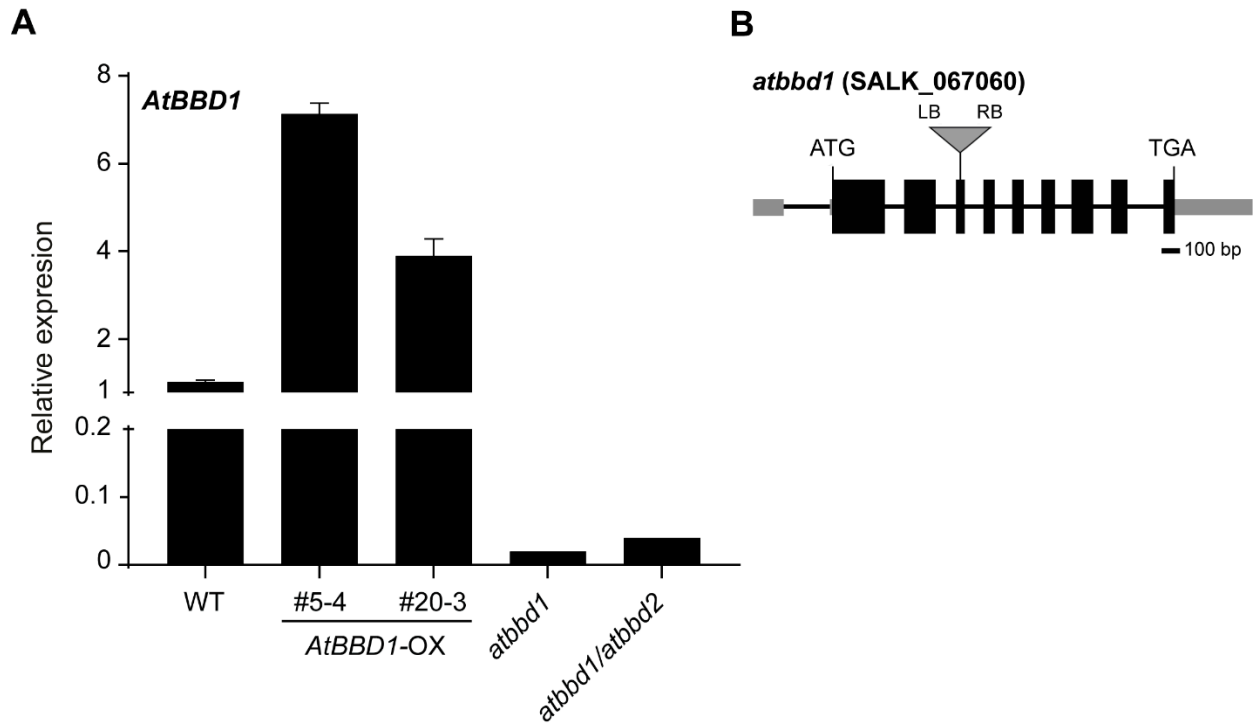 A
AtBBD1
Relative expresion
8
6
4
2
1
0.2
0.1
0
WT
#5-4
#20-3
AtBBD1-OX
atbbd1
atbbd1/atbbd2
B
atbbd1 (SALK_067060)
LB RB
ATG TGA
100 bp